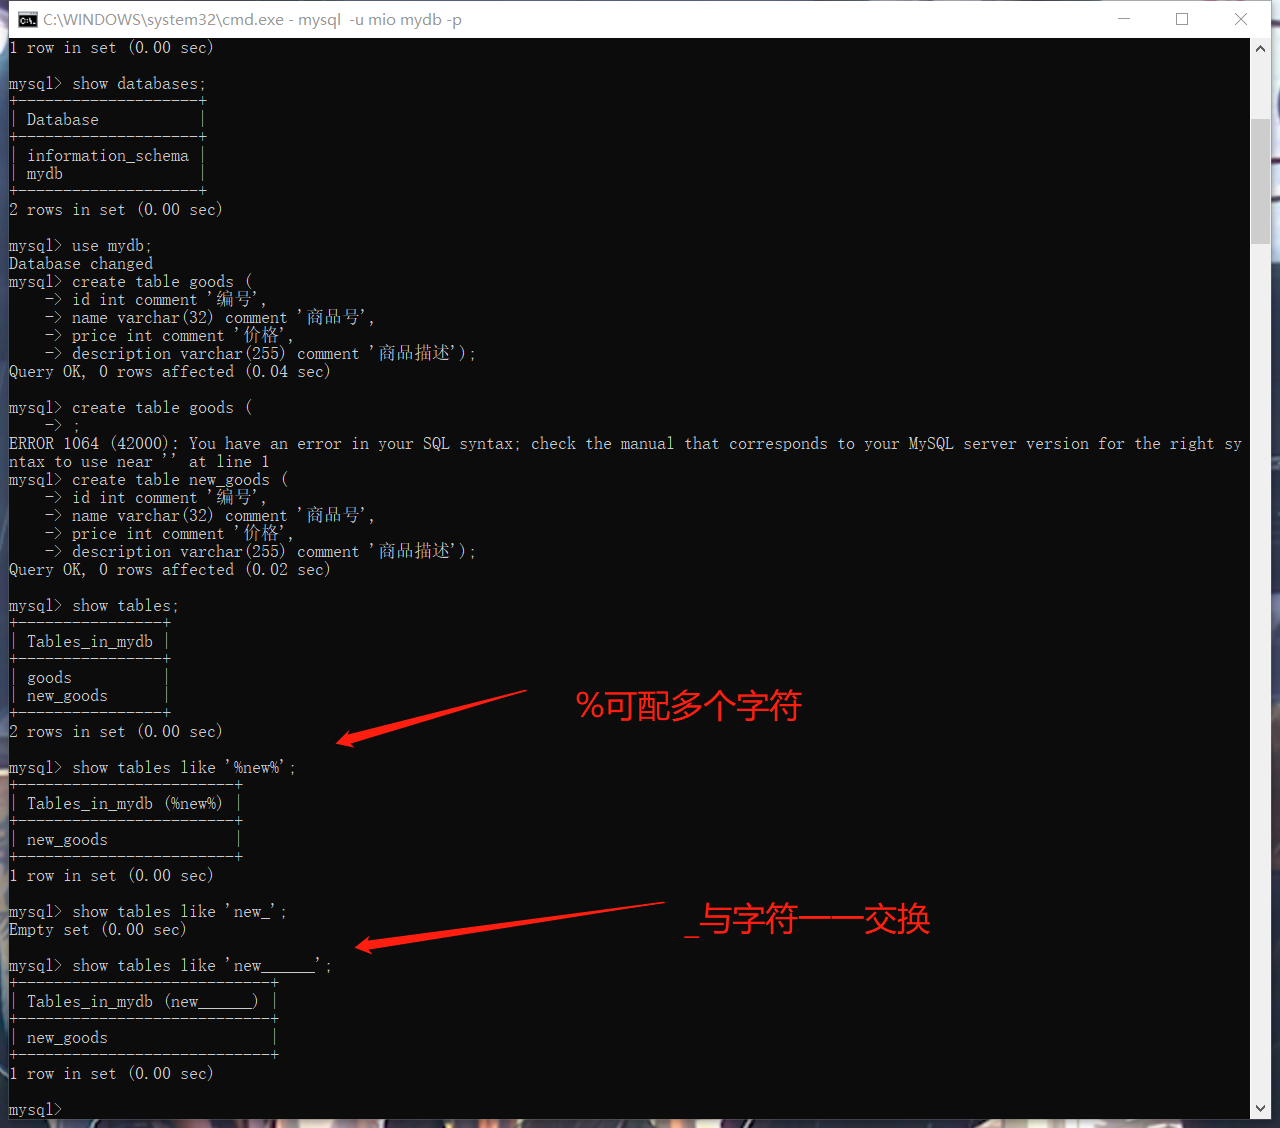 C:\WINDOWS\system32\cmd.exe - mysql  -u mio mydb -p
1 row in set (0.00 sec)
mysql> show databases;
+--------------------+
| Database           |
+--------------------+
| information_schema |
| mydb               |
+--------------------+
2 rows in set (0.00 sec)
mysql> use mydb;
Database changed
mysql> create table goods (
    -> id int comment '编号',
    -> name varchar(32) comment '商品号',
    -> price int comment '价格',
    -> description varchar(255) comment '商品描述');
Query OK, 0 rows affected (0.04 sec)
mysql> create table goods (
    -> ;
ERROR 1064 (42000): You have an error in your SQL syntax; check the manual that corresponds to your MySQL server version for the right sy
ntax to use near '' at line 1
mysql> create table new_goods (
    -> id int comment '编号',
    -> name varchar(32) comment '商品号',
    -> price int comment '价格',
    -> description varchar(255) comment '商品描述');
Query OK, 0 rows affected (0.02 sec)
mysql> show tables;
+----------------+
| Tables_in_mydb |
+----------------+
| goods          |
| new_goods      |
+----------------+
%可配多个字符
2 rows in set (0.00 sec)
mysql> show tables like '%new%';
+------------------------+
| Tables_in_mydb (%new%) |
+------------------------+
| new_goods              |
+------------------------+
1 row in set (0.00 sec)
mysql> show tables like 'new_';
_与字符一一交换
Empty set (0.00 sec)
mysql> show tables like 'new______';
+----------------------------+
| Tables_in_mydb (new______) |
+----------------------------+
| new_goods                  |
+----------------------------+
1 row in set (0.00 sec)
mysql>